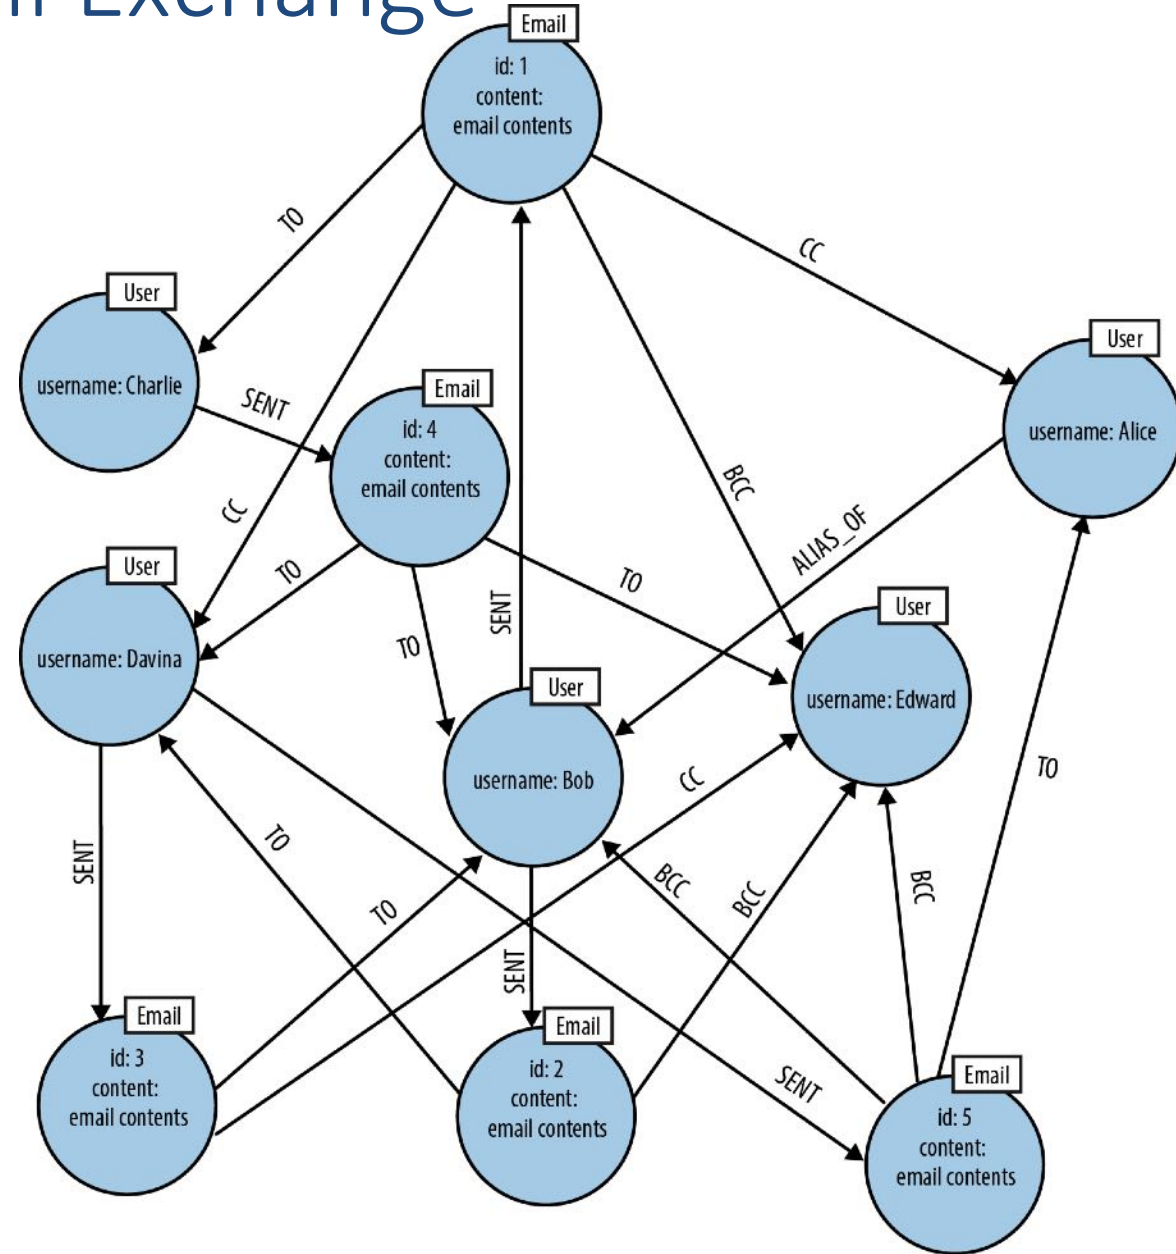 Exchange
Email
id: 1
content:
email contents
TO
CC
User
username: Charlie
SENT
Email
id: 4
content:
email contents
User
username: Alice
CC
BCC
ALIAS_OF
TO
TO
TO
SENT
User
username: Davina
User
username: Edward
User
username: Bob
CC
TO
SENT
TO
TO
BCC
BCC
BCC
SENT
SENT
Email
id: 3
content:
email contents
Email
id: 2
content:
email contents
Email
id: 5
content:
email contents